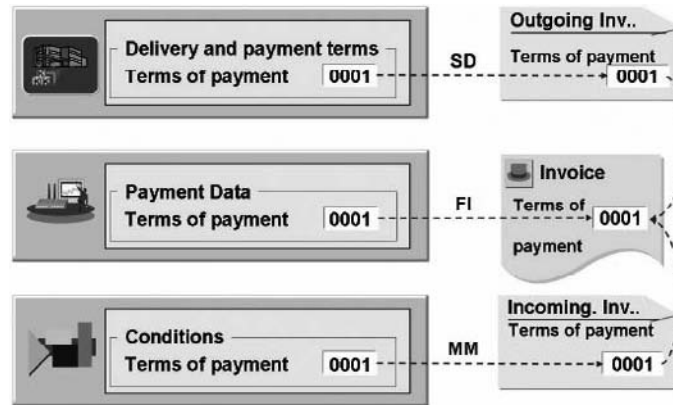 Delivery and payment terms
Terms of payment 0001
SD
Outgoing Inv..
Terms of payment
0001
Payment Data
Terms of payment 0001
FI
Invoice
Terms of
0001
payment
Conditions
Terms of payment 0001
MM
Incoming. Inv..
Terms of payment
0001